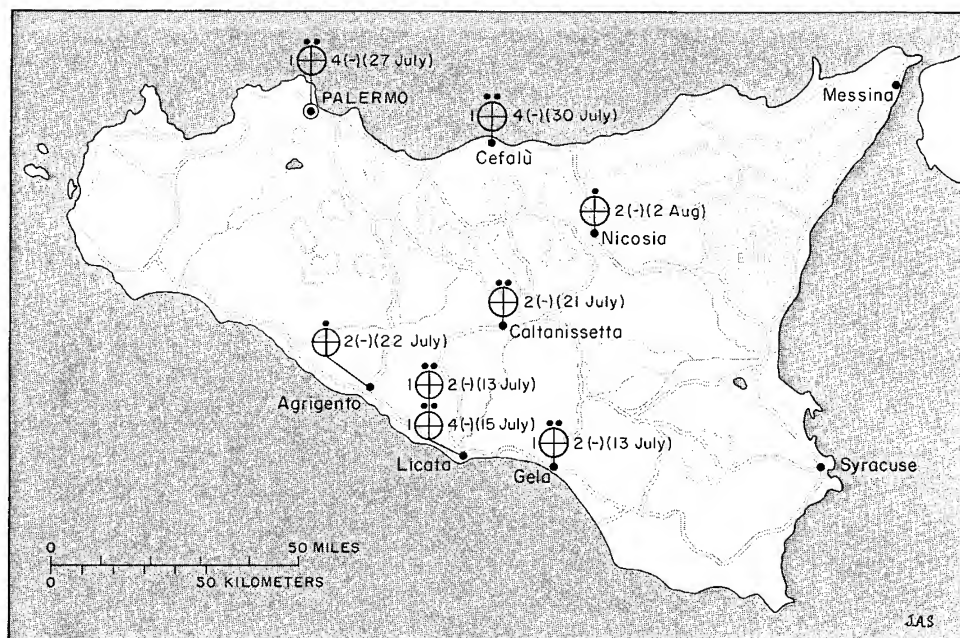 1 4(-)(27 July)
PALERMO
Messina
1 4(-)(30 July)
Cefalù
2(-)(2 Aug)
Nicosia
2(-)(21 July)
Caltanissetta
2(-)(22 July)
Agrigento
1 2(-)(13 July)
1 4(-)(15 July)
Licata
1 2(-)(13 July)
Gela
Syracuse
0 50 MILES
0 50 KILOMETERS
JAS